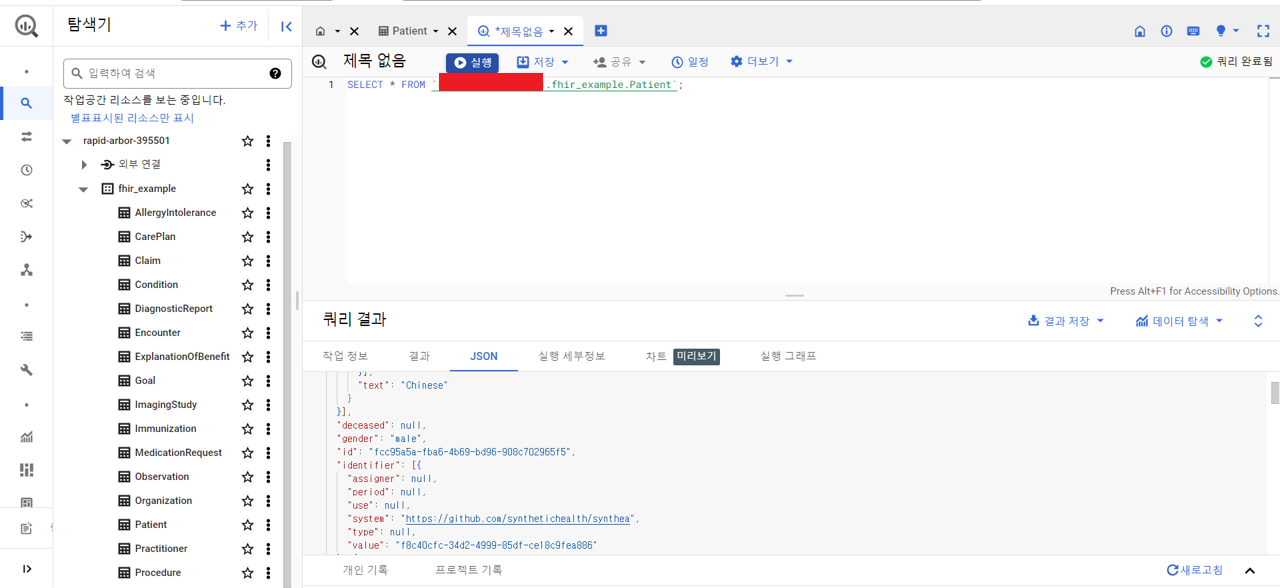 탐색기
+ 추가
입력하여 검색
작업공간 리소스를 보는 중입니다.
별표표시된 리소스만 표시
rapid-arbor-395501
외부 연결
fhir_example
AllergyIntolerance
CarePlan
Claim
Condition
DiagnosticReport
Encounter
ExplanationOfBenefit
Goal
ImagingStudy
Immunization
MedicationRequest
Observation
Organization
Patient
Practitioner
Procedure
Patient
*제목없음
제목 없음
실행
저장
공유
일정
더보기
쿼리 완료됨
1 SELECT * FROM `.fhir_example.Patient`;
Press Alt+F1 for Accessibility Options.
쿼리 결과
결과 저장
데이터 탐색
작업 정보
결과
JSON
실행 세부정보
차트 미리보기
실행 그래프
}],
"text": "Chinese"
}
}],
"deceased": null,
"gender": "male",
"id": "fcc95a5a-fba6-4b69-bd96-908c702965f5",
"identifier": [{
"assigner": null,
"period": null,
"use": null,
"system": "https://github.com/synthetichealth/synthea",
"type": null,
"value": "f8c40cfc-34d2-4999-85df-ce18c9fea886"
개인 기록
프로젝트 기록
새로고침